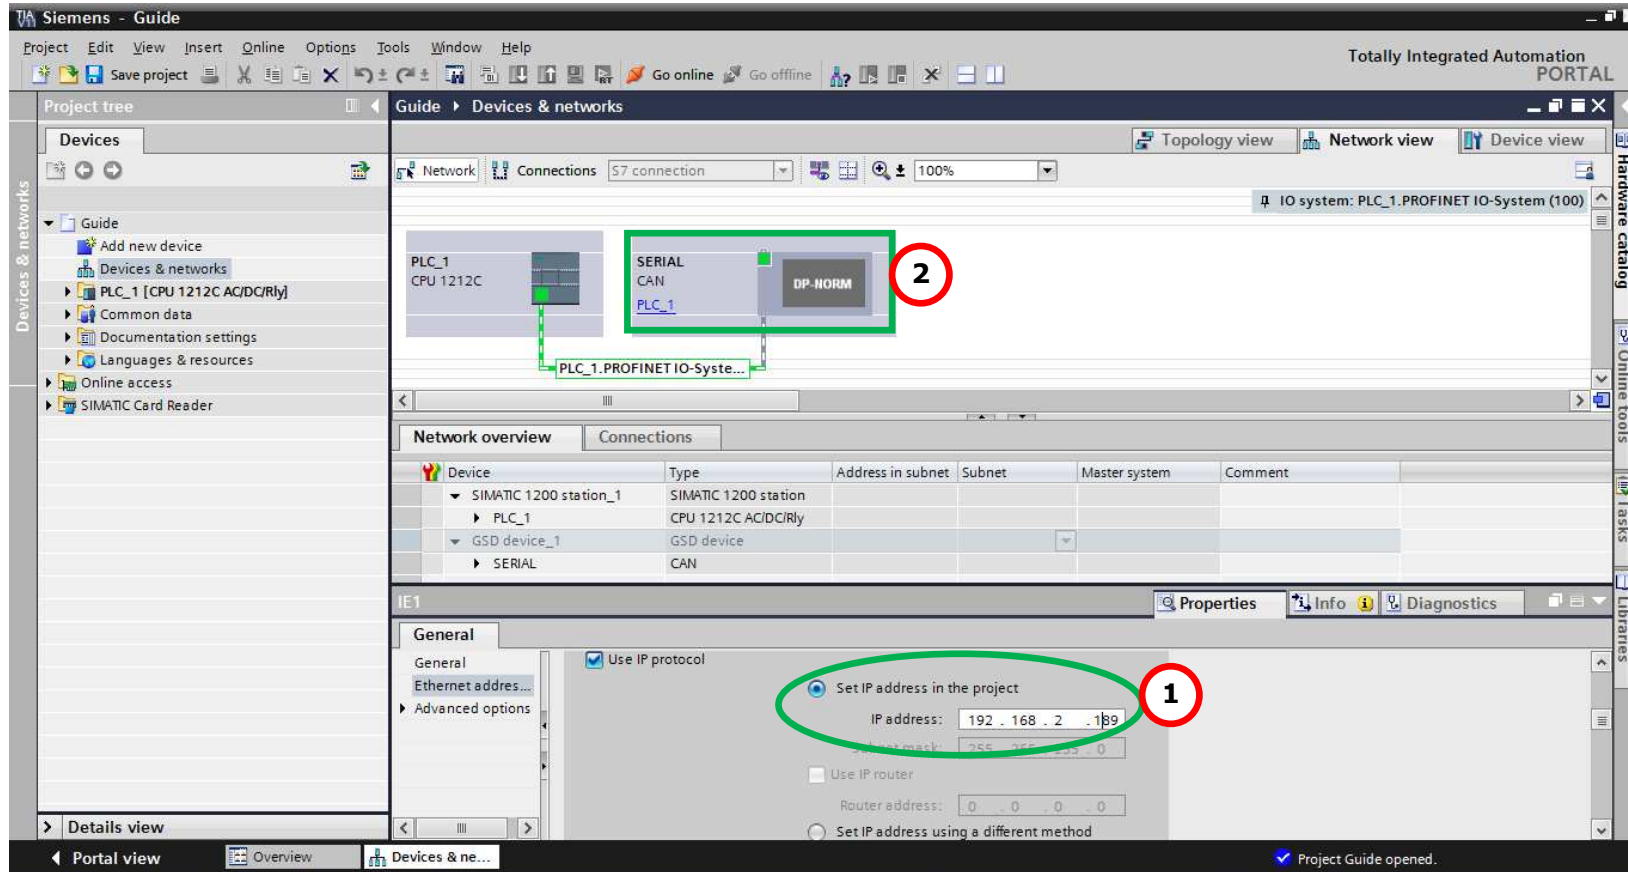 Siemens - Guide
Project Edit View Insert Online Options Tools Window Help
Totally Integrated Automation
PORTAL
Save project Go online Go offline
Project tree
Guide Devices & networks
Devices
Topology view Network view Device view
Network Connections S7 connection 100%
IO system: PLC_1.PROFINET IO-System (100)
Guide
Add new device
Devices & networks
PLC_1 [CPU 1212C AC/DC/Rly]
Common data
Documentation settings
Languages & resources
Online access
SIMATIC Card Reader
Devices & networks
PLC_1
CPU 1212C
SERIAL
CAN
PLC_1
DP-NORM
2
PLC_1.PROFINET IO-Syste...
Network overview Connections
Device Type Address in subnet Subnet Master system Comment
SIMATIC 1200 station_1 SIMATIC 1200 station
PLC_1 CPU 1212C AC/DC/Rly
GSD device_1 GSD device
SERIAL CAN
IE1
Properties Info Diagnostics
General
General
Ethernet addres...
Advanced options
Use IP protocol
Set IP address in the project
IP address: 192 . 168 . 2 . 189
1
Subnet mask: 255 . 255 . 255 . 0
Use IP router
Router address: 0 . 0 . 0 . 0
Set IP address using a different method
Hardware catalog
Online tools
Tasks
Libraries
Details view
Portal view Overview Devices & ne...
Project Guide opened.